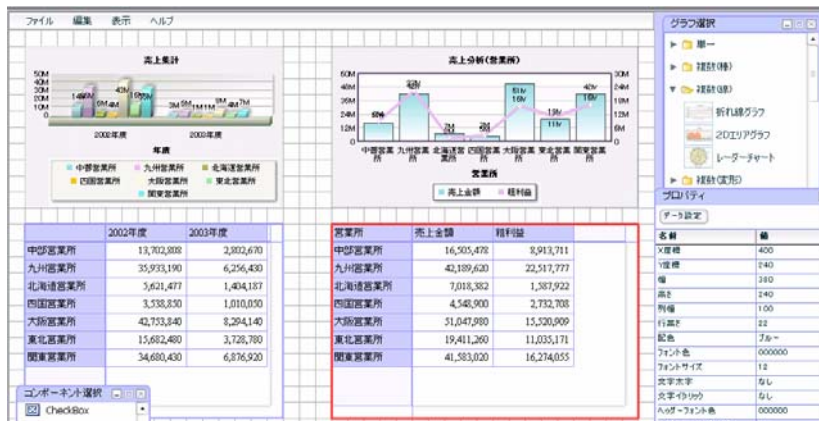 ファイル 編集 表示 ヘルプ
売上集計
50M
40M
30M
20M
10M
0
2002年度 2003年度
年度
中部営業所 九州営業所 北海道営業所
四国営業所 大阪営業所 東北営業所
関東営業所
売上分析(営業所)
60M
48M
36M
24M
12M
0
30M
24M
18M
12M
6M
0
中部営業所 九州営業所 北海道営業所 四国営業所 大阪営業所 東北営業所 関東営業所
営業所
売上金額 粗利益
2002年度 2003年度
中部営業所 13,702,808 2,802,670
九州営業所 35,933,190 6,256,430
北海道営業所 5,621,477 1,404,187
四国営業所 3,538,850 1,010,050
大阪営業所 42,753,840 8,294,140
東北営業所 15,682,480 3,728,780
関東営業所 34,680,430 6,876,920
営業所 売上金額 粗利益
中部営業所 16,505,478 8,913,711
九州営業所 42,189,620 22,517,777
北海道営業所 7,018,382 1,587,922
四国営業所 4,548,900 2,732,708
大阪営業所 51,047,980 15,520,909
東北営業所 19,411,260 11,035,171
関東営業所 41,583,020 16,274,055
コンポーネント選択
CheckBox
グラフ選択
単一
複数(棒)
複数(線)
折れ線グラフ
2Dエリアグラフ
レーダーチャート
複数(変形)
プロパティ
データ設定
名前 値
X座標 400
Y座標 240
幅 380
高さ 240
列幅 100
行高さ 22
配色 ブルー
フォント色 000000
フォントサイズ 12
文字太字 なし
文字イタリック なし
ヘッダーフォント色 000000